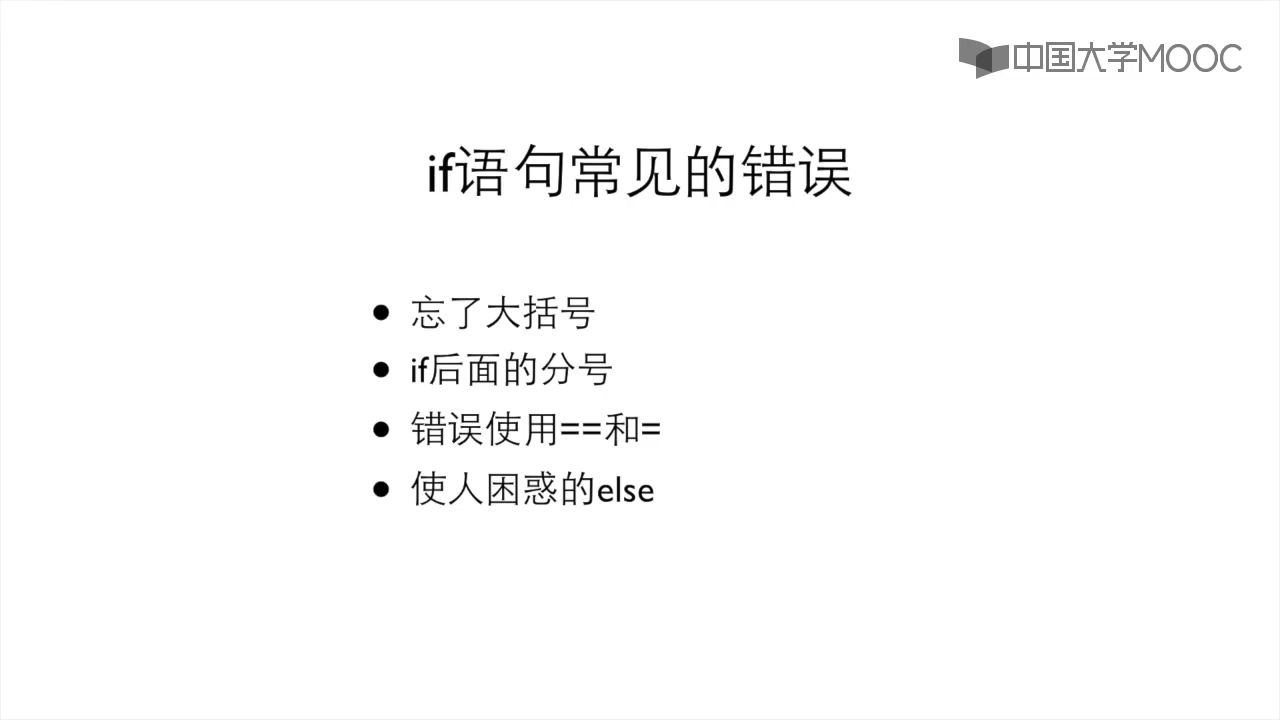 中国大学MOOC
if语句常见的错误
• 忘了大括号
• if后面的分号
• 错误使用==和=
• 使人困惑的else